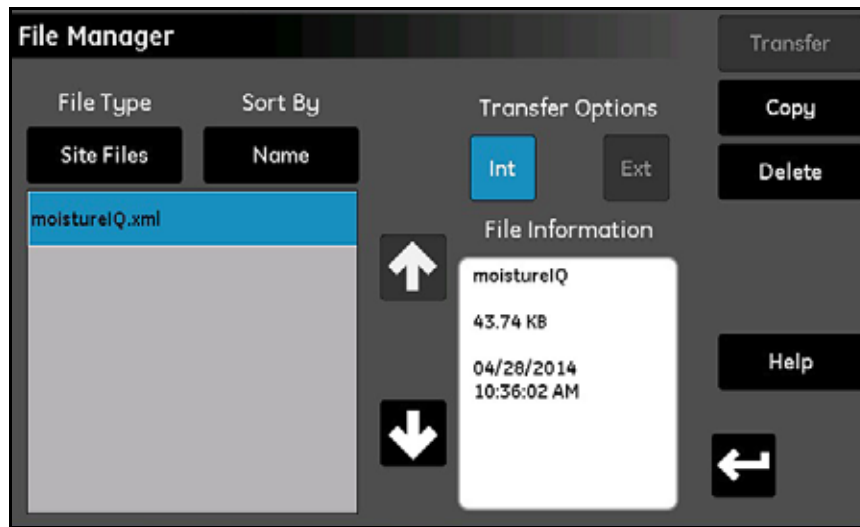 File Manager
Transfer
File Type
Sort By
Transfer Options
Copy
Site Files
Name
Int
Ext
Delete
moistureIQ.xml
File Information
moistureIQ
43.74 KB
04/28/2014
10:36:02 AM
Help